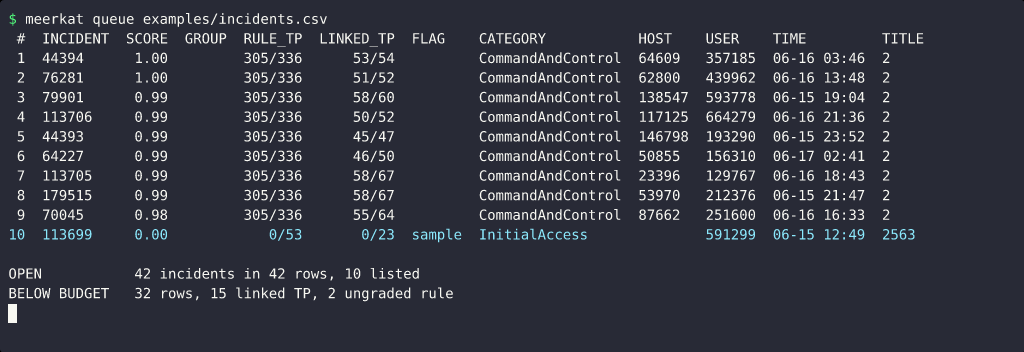 $ meerkat queue examples/incidents.csv
 #  INCIDENT  SCORE  GROUP  RULE_TP  LINKED_TP  FLAG    CATEGORY           HOST    USER    TIME         TITLE
 1  44394      1.00         305/336      53/54          CommandAndControl  64609   357185  06-16 03:46  2
 2  76281      1.00         305/336      51/52          CommandAndControl  62800   439962  06-16 13:48  2
 3  79901      0.99         305/336      58/60          CommandAndControl  138547  593778  06-15 19:04  2
 4  113706     0.99         305/336      50/52          CommandAndControl  117125  664279  06-16 21:36  2
 5  44393      0.99         305/336      45/47          CommandAndControl  146798  193290  06-15 23:52  2
 6  64227      0.99         305/336      46/50          CommandAndControl  50855   156310  06-17 02:41  2
 7  113705     0.99         305/336      58/67          CommandAndControl  23396   129767  06-16 18:43  2
 8  179515     0.99         305/336      58/67          CommandAndControl  53970   212376  06-15 21:47  2
 9  70045      0.98         305/336      55/64          CommandAndControl  87662   251600  06-16 16:33  2
10  113699     0.00            0/53       0/23  sample  InitialAccess              591299  06-15 12:49  2563
OPEN           42 incidents in 42 rows, 10 listed
BELOW BUDGET   32 rows, 15 linked TP, 2 ungraded rule